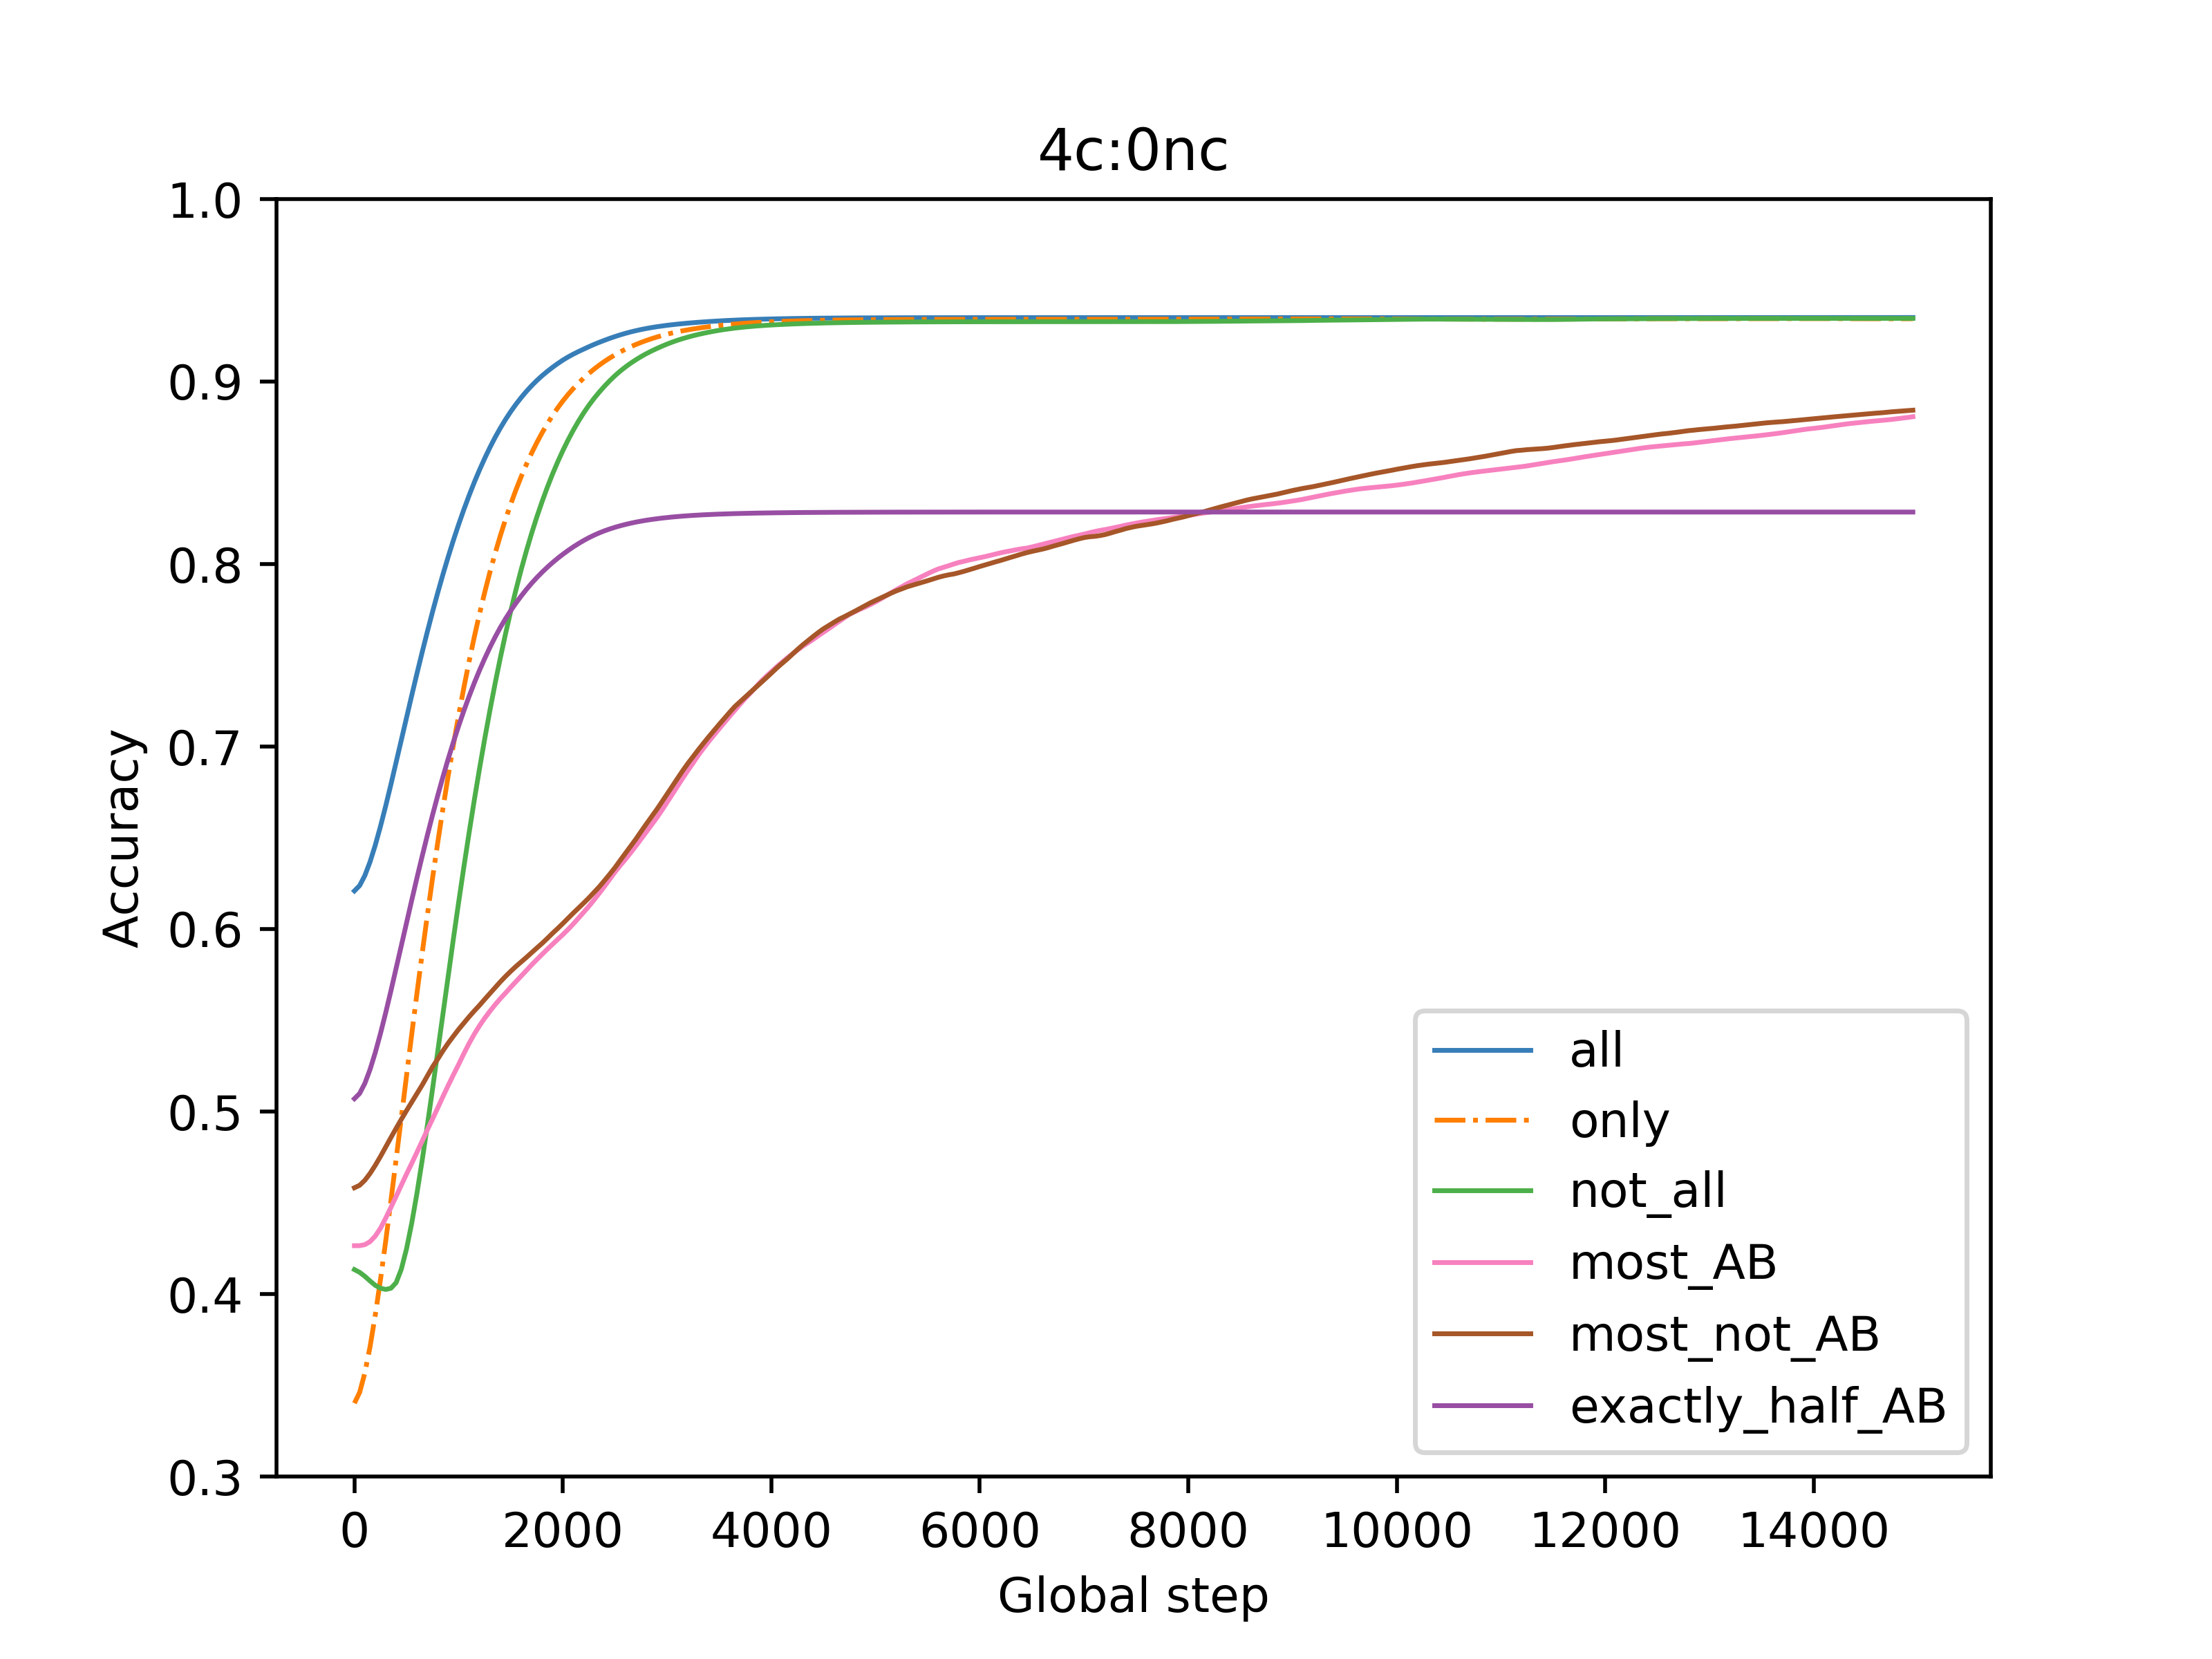 4c:0nc
1.0
0.9
0.8
0.7
0.6
0.5
0.4
0.3
Accuracy
0 2000 4000 6000 8000 10000 12000 14000
Global step
all
only
not_all
most_AB
most_not_AB
exactly_half_AB